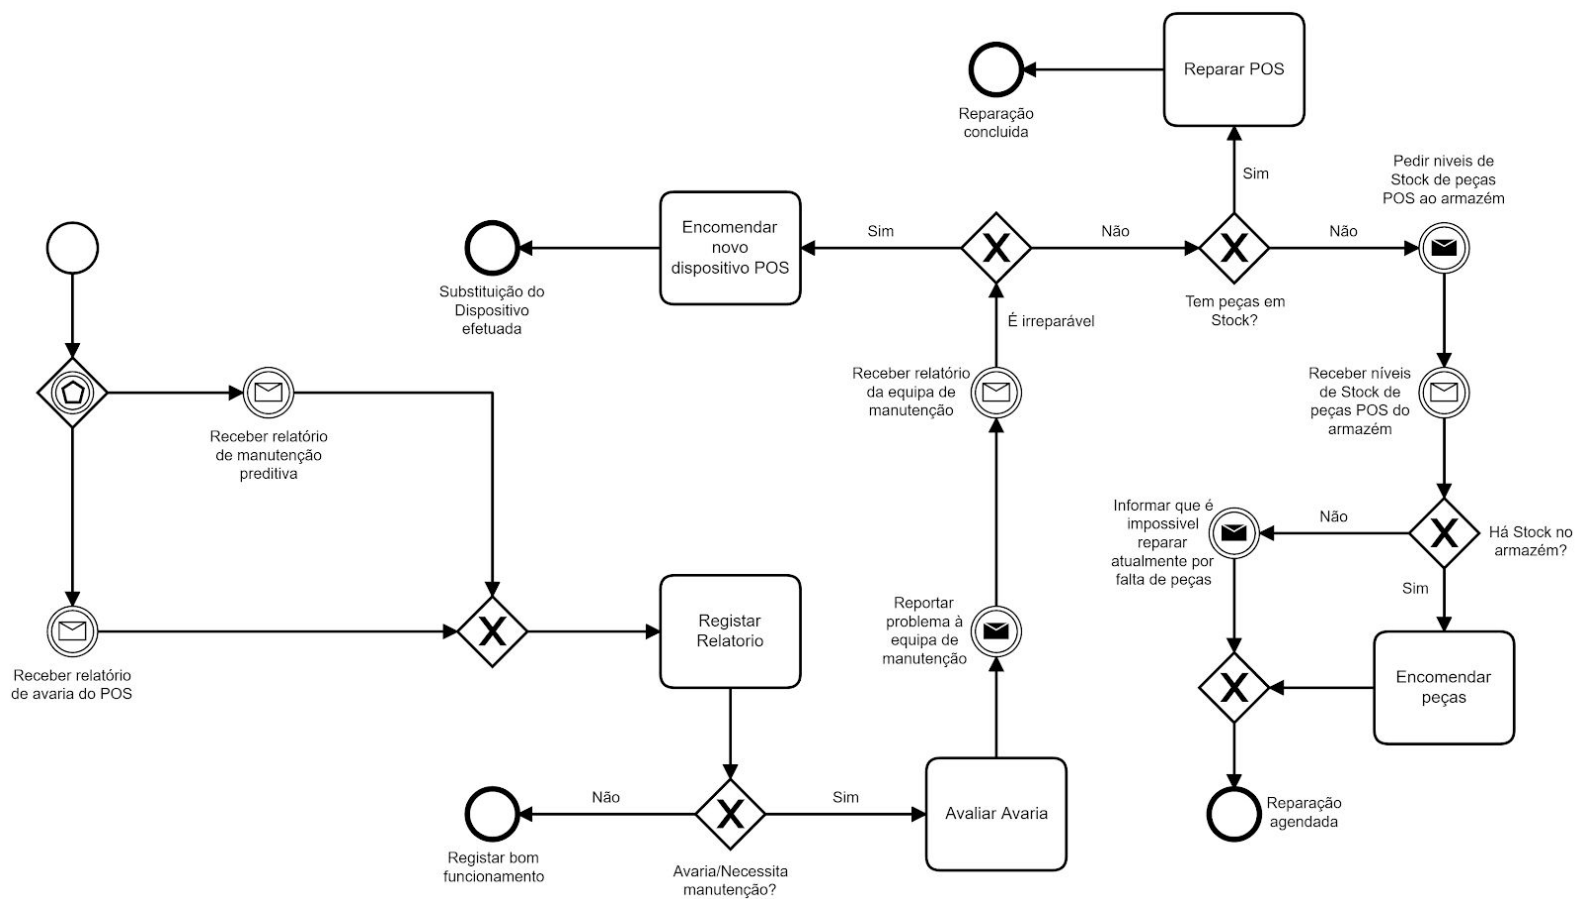 Reparar POS
Reparação
concluida
Sim
Pedir niveis de
Stock de peças
POS ao armazém
Encomendar
novo
dispositivo POS
Sim
Não
Não
Substituição do
Dispositivo
efetuada
Tem peças em
Stock?
É irreparável
Receber relatório
da equipa de
manutenção
Receber níveis
de Stock de
peças POS do
armazém
Receber relatório
de manutenção
preditiva
Informar que é
impossivel
reparar
atualmente por
falta de peças
Não
Há Stock no
armazém?
Sim
Registar
Relatorio
Reportar
problema à
equipa de
manutenção
Receber relatório
de avaria do POS
Encomendar
peças
Não
Sim
Avaliar Avaria
Reparação
agendada
Registar bom
funcionamento
Avaria/Necessita
manutenção?